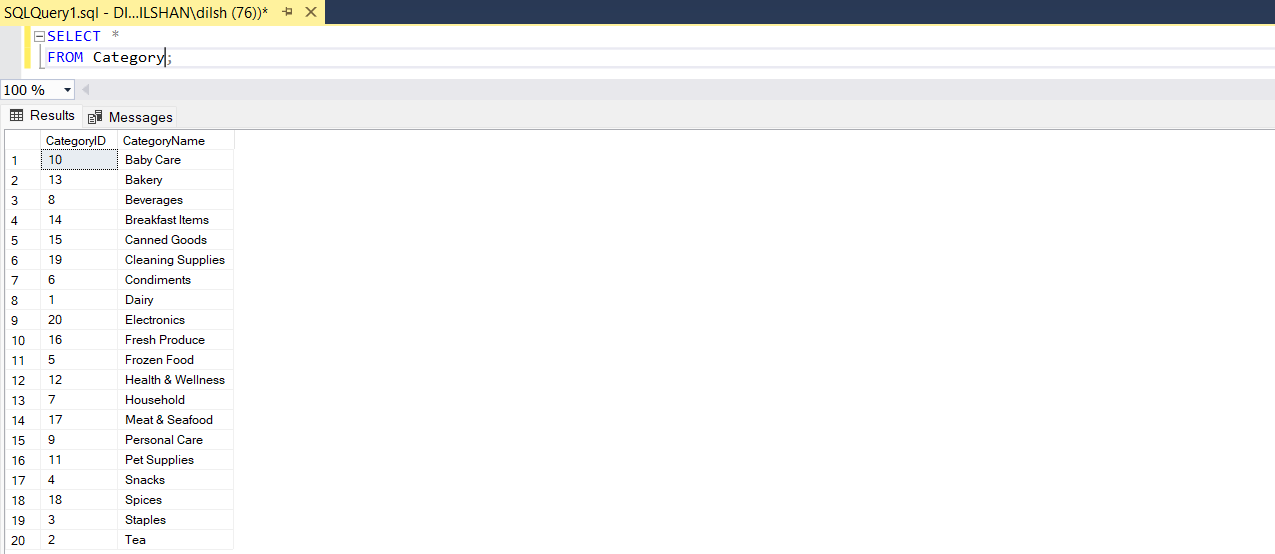 SQLQuery1.sql - DI...ILSHAN\dilsh (76))*
SELECT *
FROM Category;
100 %
Results Messages
CategoryID CategoryName
1 10 Baby Care
2 13 Bakery
3 8 Beverages
4 14 Breakfast Items
5 15 Canned Goods
6 19 Cleaning Supplies
7 6 Condiments
8 1 Dairy
9 20 Electronics
10 16 Fresh Produce
11 5 Frozen Food
12 12 Health & Wellness
13 7 Household
14 17 Meat & Seafood
15 9 Personal Care
16 11 Pet Supplies
17 4 Snacks
18 18 Spices
19 3 Staples
20 2 Tea